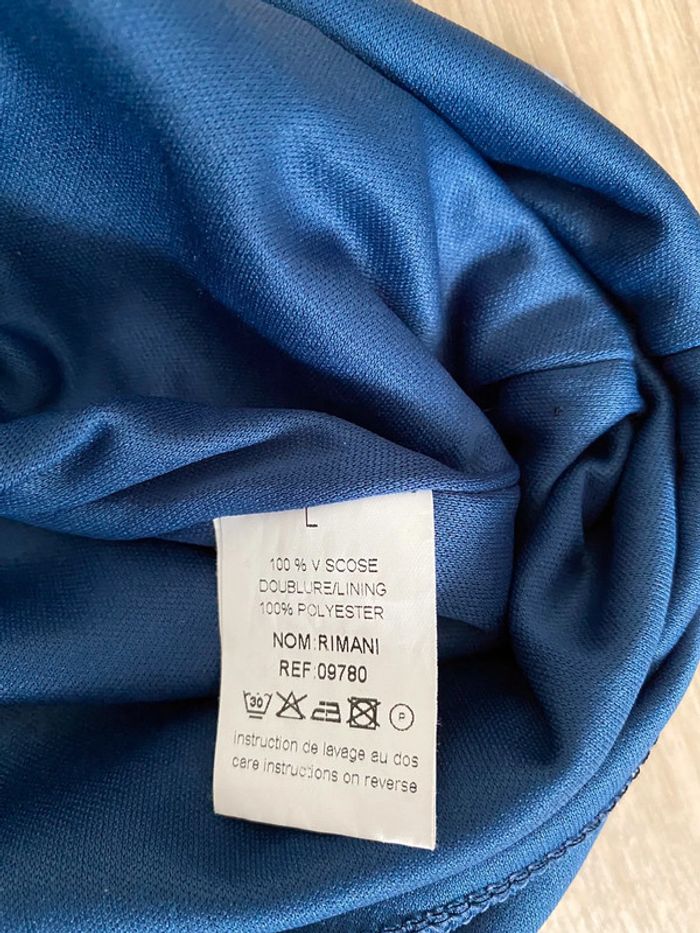 L
100 % V SCOSE
DOUBLURE/LINING
100% POLYESTER
NOM:RIMANI
REF:09780
30
P
instruction de lavage au dos
care instructions on reverse